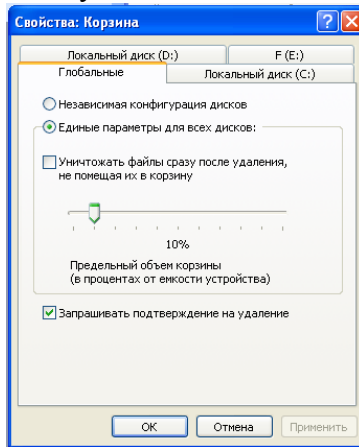 Свойства: Корзина
Локальный диск (D:)
F (E:)
Глобальные
Локальный диск (C:)
Независимая конфигурация дисков
Единые параметры для всех дисков:
Уничтожать файлы сразу после удаления,
не помещая их в корзину
10%
Предельный объем корзины
(в процентах от емкости устройства)
Запрашивать подтверждение на удаление
ОК
Отмена
Применить